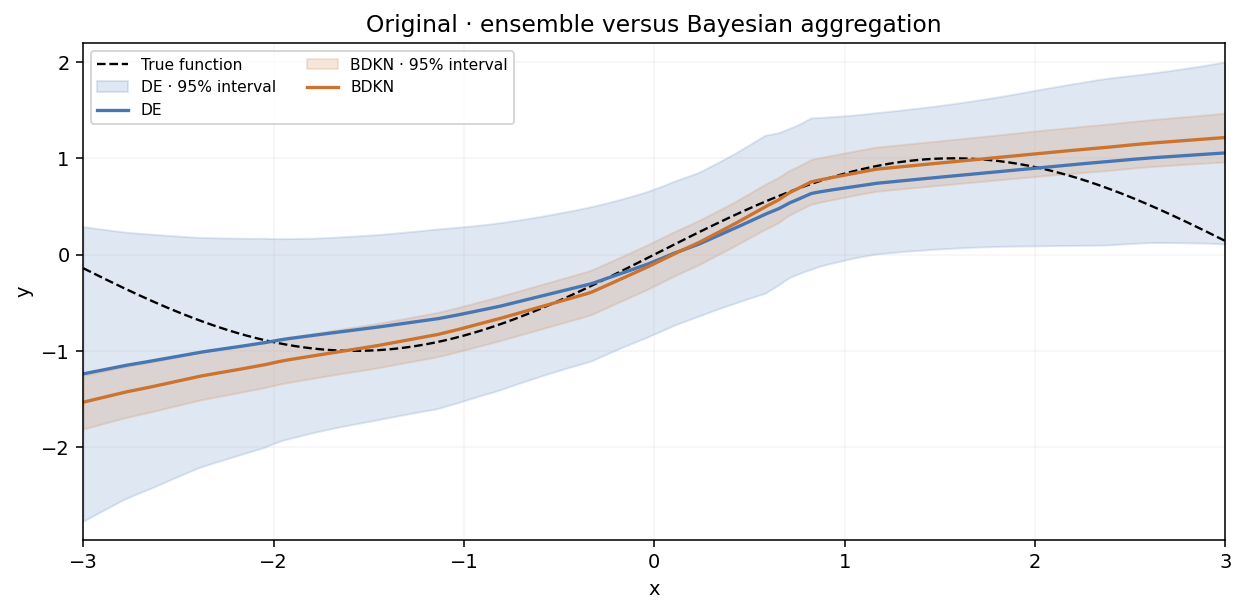 Original · ensemble versus Bayesian aggregation
True function
DE · 95% interval
DE
BDKN · 95% interval
BDKN
y
2
1
0
−1
−2
−3
−2
−1
0
1
2
3
x